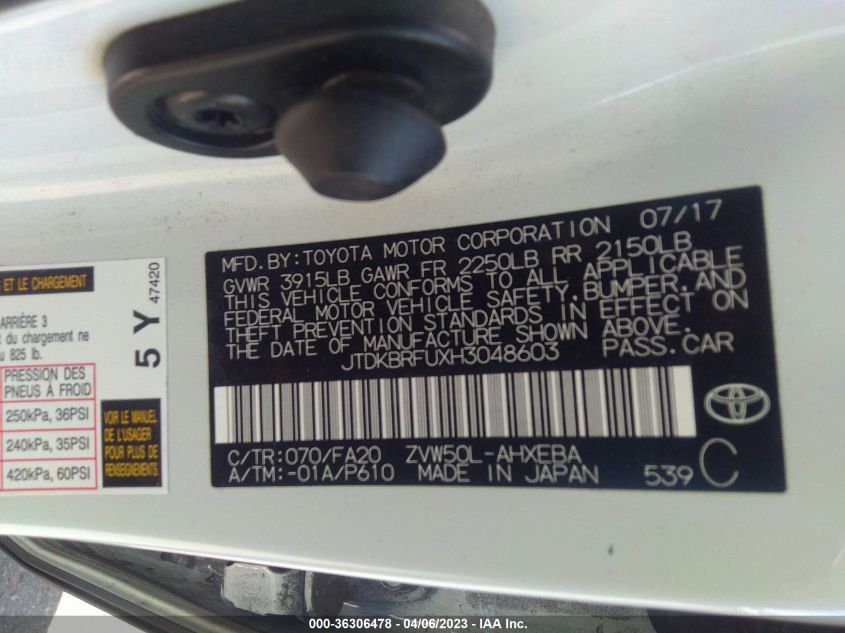 MFD.BY:TOYOTA MOTOR CORPORATION 07/17
GVWR 3915LB GAWR FR 2250LB RR 2150LB
THIS VEHICLE CONFORMS TO ALL APPLICABLE
FEDERAL MOTOR VEHICLE SAFETY,BUMPER,AND
THEFT PREVENTION STANDARDS IN EFFECT ON
THE DATE OF MANUFACTURE SHOWN ABOVE.
JTDKBRFUXH3048603 PASS.CAR
C/TR:070/FA20 ZVW50L-AHXEBA
A/TM:-01A/P610 MADE IN JAPAN 539 C
ET LE CHARGEMENT
5 Y 47420
ARRIÈRE 3
du chargement ne
825 lb.
PRESSION DES
PNEUS À FROID
250kPa, 36PSI
240kPa, 35PSI
420kPa, 60PSI
VOIR LE MANUEL
DE L'USAGER
POUR PLUS DE
RENSEIGNEMENTS
000-36306478 - 04/06/2023 - IAAI.com